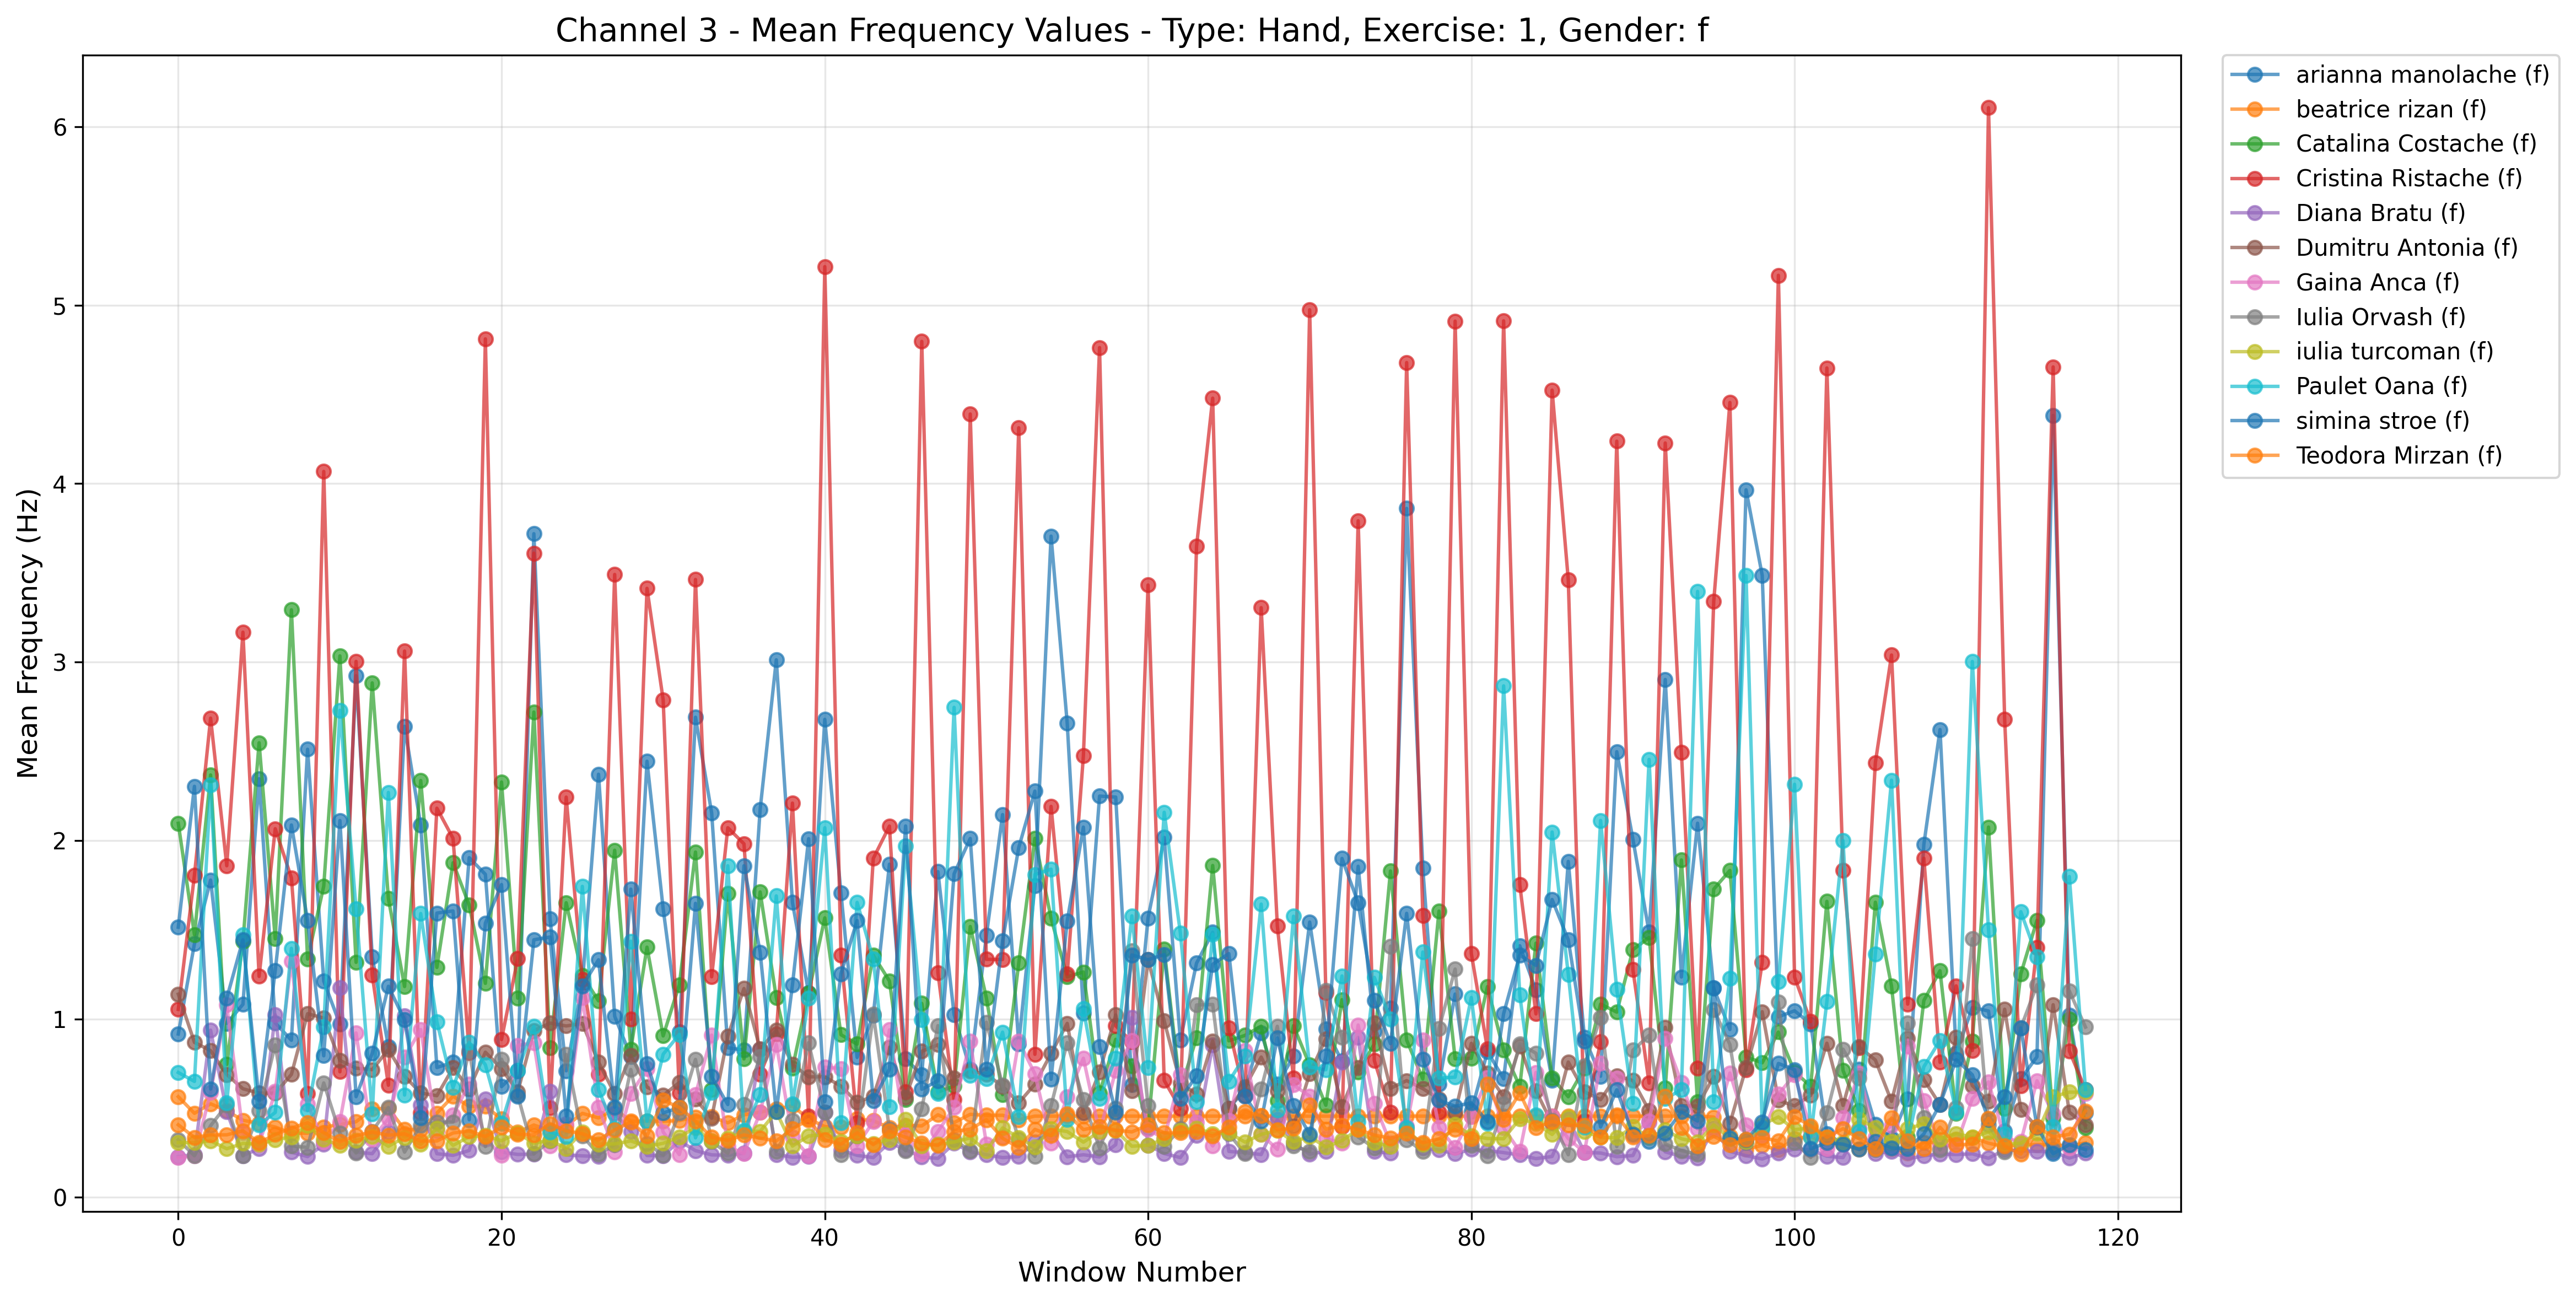 Channel 3 - Mean Frequency Values - Type: Hand, Exercise: 1, Gender: f
Mean Frequency (Hz)
6
5
4
3
2
1
0
0 20 40 60 80 100 120
Window Number
arianna manolache (f)
beatrice rizan (f)
Catalina Costache (f)
Cristina Ristache (f)
Diana Bratu (f)
Dumitru Antonia (f)
Gaina Anca (f)
Iulia Orvash (f)
iulia turcoman (f)
Paulet Oana (f)
simina stroe (f)
Teodora Mirzan (f)